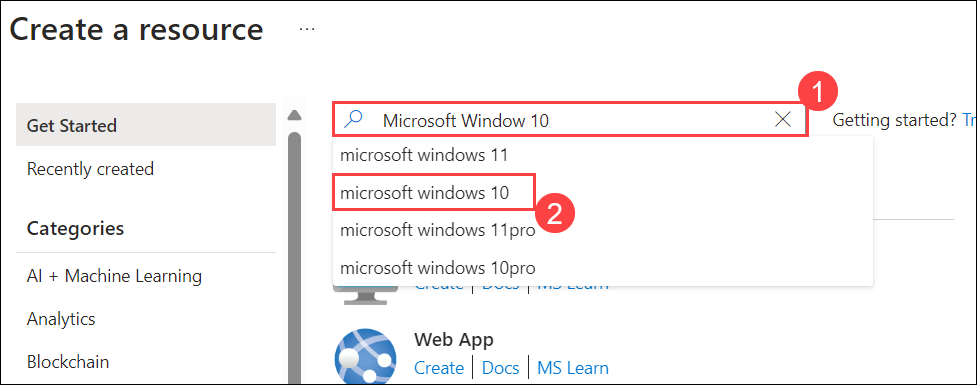 Create a resource ...
1
Get Started
Microsoft Window 10
Getting started? Tr
microsoft windows 11
Recently created
microsoft windows 10
2
Categories
microsoft windows 11pro
microsoft windows 10pro
AI + Machine Learning
Create | Docs | MS Learn
Analytics
Web App
Blockchain
Create | Docs | MS Learn